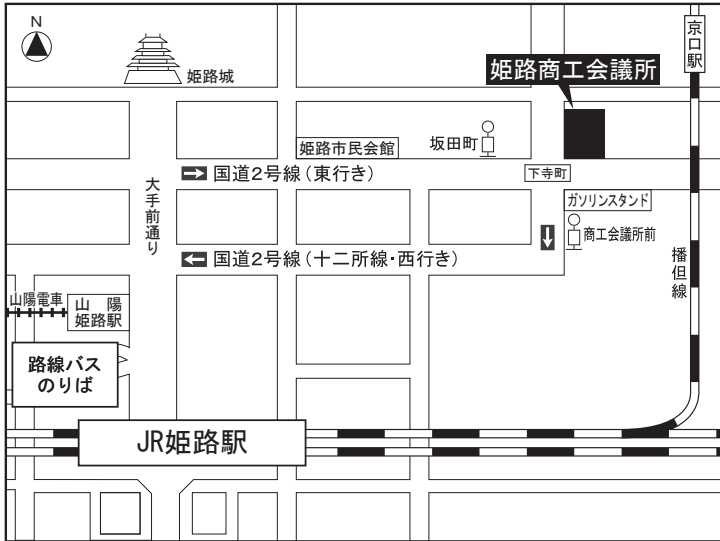 N
姫路城
京口駅
姫路商工会議所
姫路市民会館
坂田町
下寺町
国道2号線(東行き)
大手前通り
ガソリンスタンド
商工会議所前
国道2号線(十二所線・西行き)
播但線
山陽電車
山陽
姫路駅
路線バス
のりば
JR姫路駅